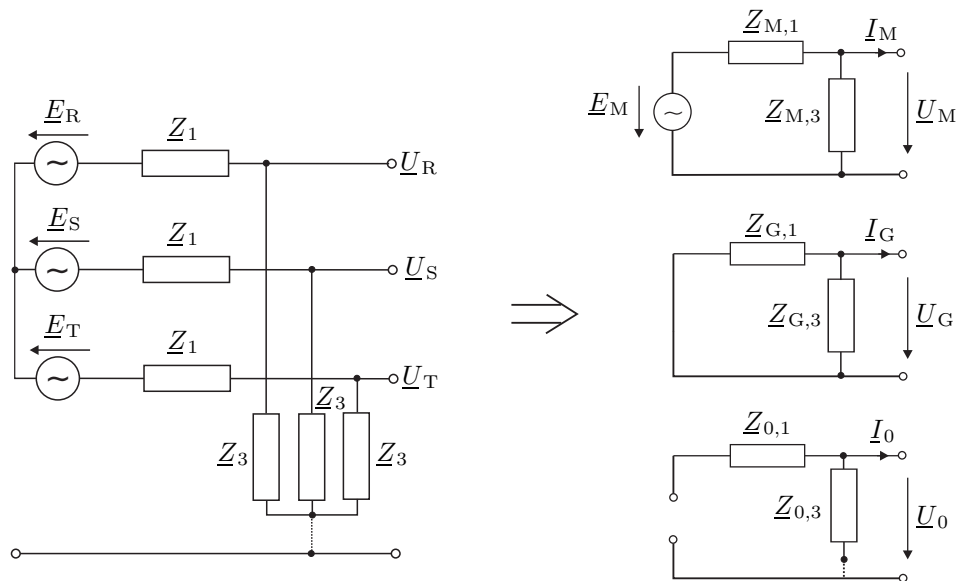 E_R
Z_1
U_R
E_S
Z_1
U_S
E_T
Z_1
U_T
Z_3
Z_3
Z_3
Z_M,1
I_M
E_M
∼
Z_M,3
U_M
Z_G,1
I_G
Z_G,3
U_G
Z_0,1
I_0
Z_0,3
U_0